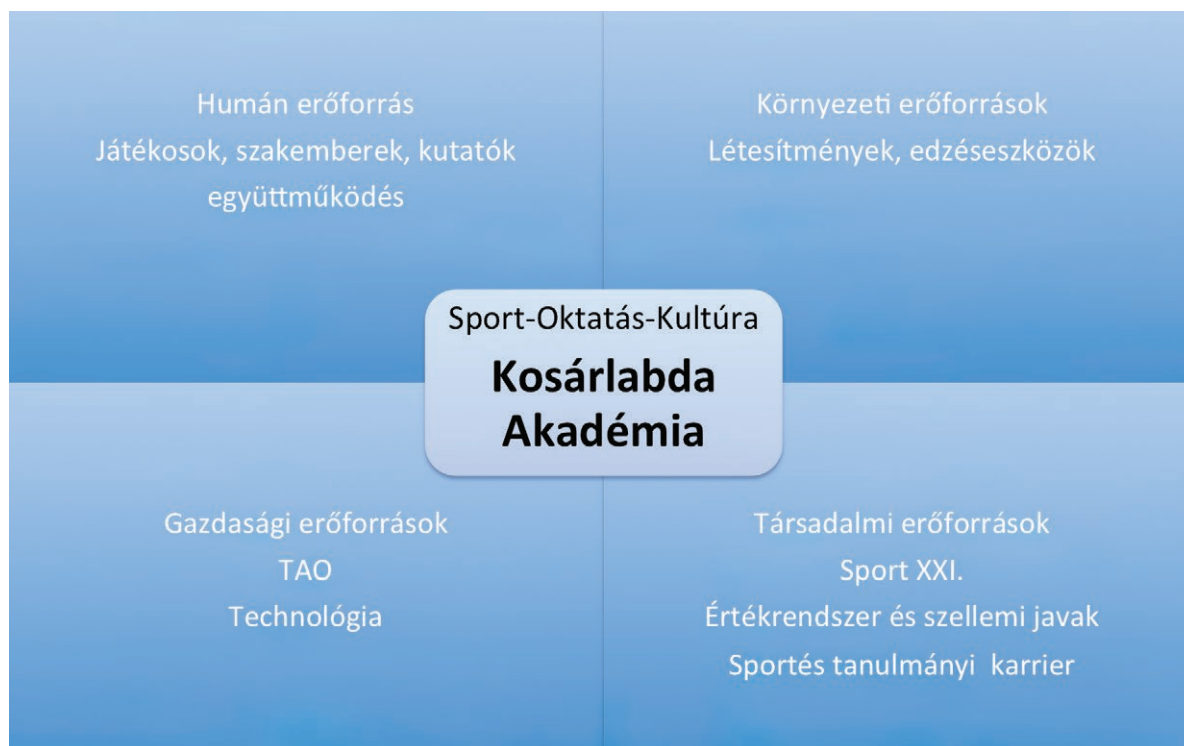 Humán erőforrás
Játékosok, szakemberek, kutatók
együttműködés
Környezeti erőforrások
Létesítmények, edzéseszközök
Sport-Oktatás-Kultúra
Kosárlabda
Akadémia
Gazdasági erőforrások
TAO
Technológia
Társadalmi erőforrások
Sport XXI.
Értékrendszer és szellemi javak
Sportés tanulmányi karrier